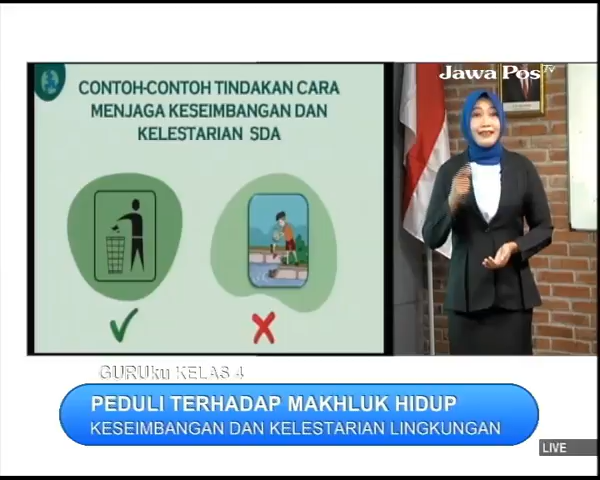 Jawa Pos TV
CONTOH-CONTOH TINDAKAN CARA
MENJAGA KESEIMBANGAN DAN
KELESTARIAN SDA
GURUku KELAS 4
PEDULI TERHADAP MAKHLUK HIDUP
KESEIMBANGAN DAN KELESTARIAN LINGKUNGAN
LIVE